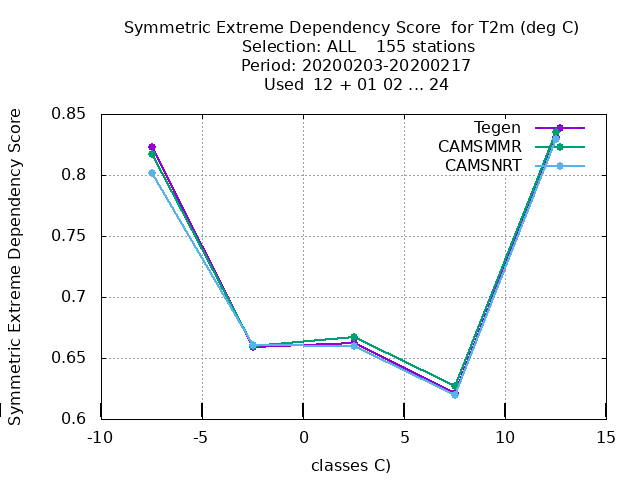 Symmetric Extreme Dependency Score for T2m (deg C)
Selection: ALL 155 stations
Period: 20200203-20200217
Used 12 + 01 02 ... 24
Symmetric Extreme Dependency Score
0.85
0.8
0.75
0.7
0.65
0.6
Tegen
CAMSMMR
CAMSNRT
-10
-5
0
5
10
15
classes C)